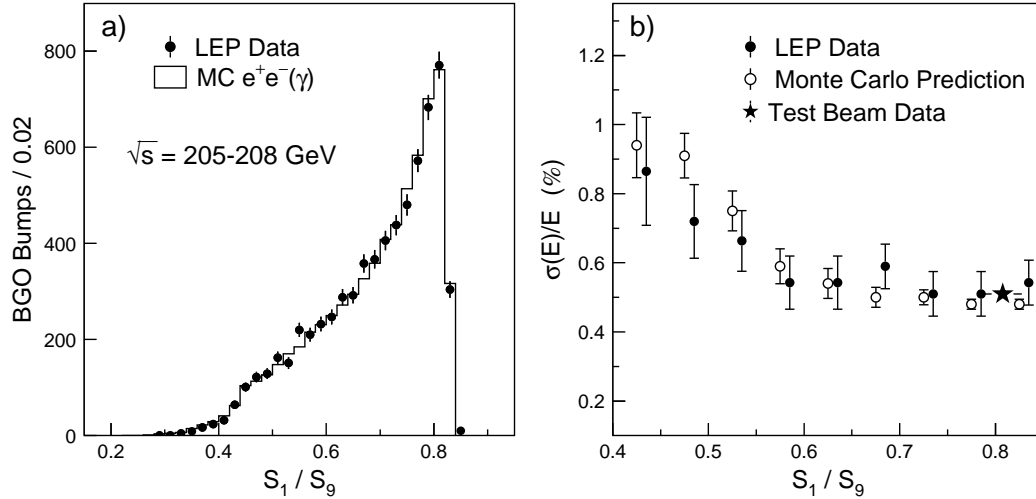 a)
LEP Data
MC e⁺e⁻(γ)
√s = 205-208 GeV
BGO Bumps / 0.02
800
600
400
200
0
0.2 0.4 0.6 0.8
S₁ / S₉
b)
LEP Data
Monte Carlo Prediction
Test Beam Data
σ(E)/E (%)
1.2
1
0.8
0.6
0.4
0.2
0.4 0.5 0.6 0.7 0.8
S₁ / S₉